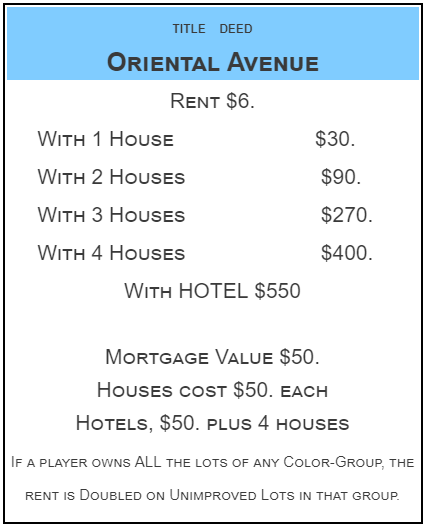 TITLE DEED
ORIENTAL AVENUE
RENT $6.
WITH 1 HOUSE $30.
WITH 2 HOUSES $90.
WITH 3 HOUSES $270.
WITH 4 HOUSES $400.
WITH HOTEL $550
MORTGAGE VALUE $50.
HOUSES COST $50. EACH
HOTELS, $50. PLUS 4 HOUSES
IF A PLAYER OWNS ALL THE LOTS OF ANY COLOR-GROUP, THE
RENT IS DOUBLED ON UNIMPROVED LOTS IN THAT GROUP.